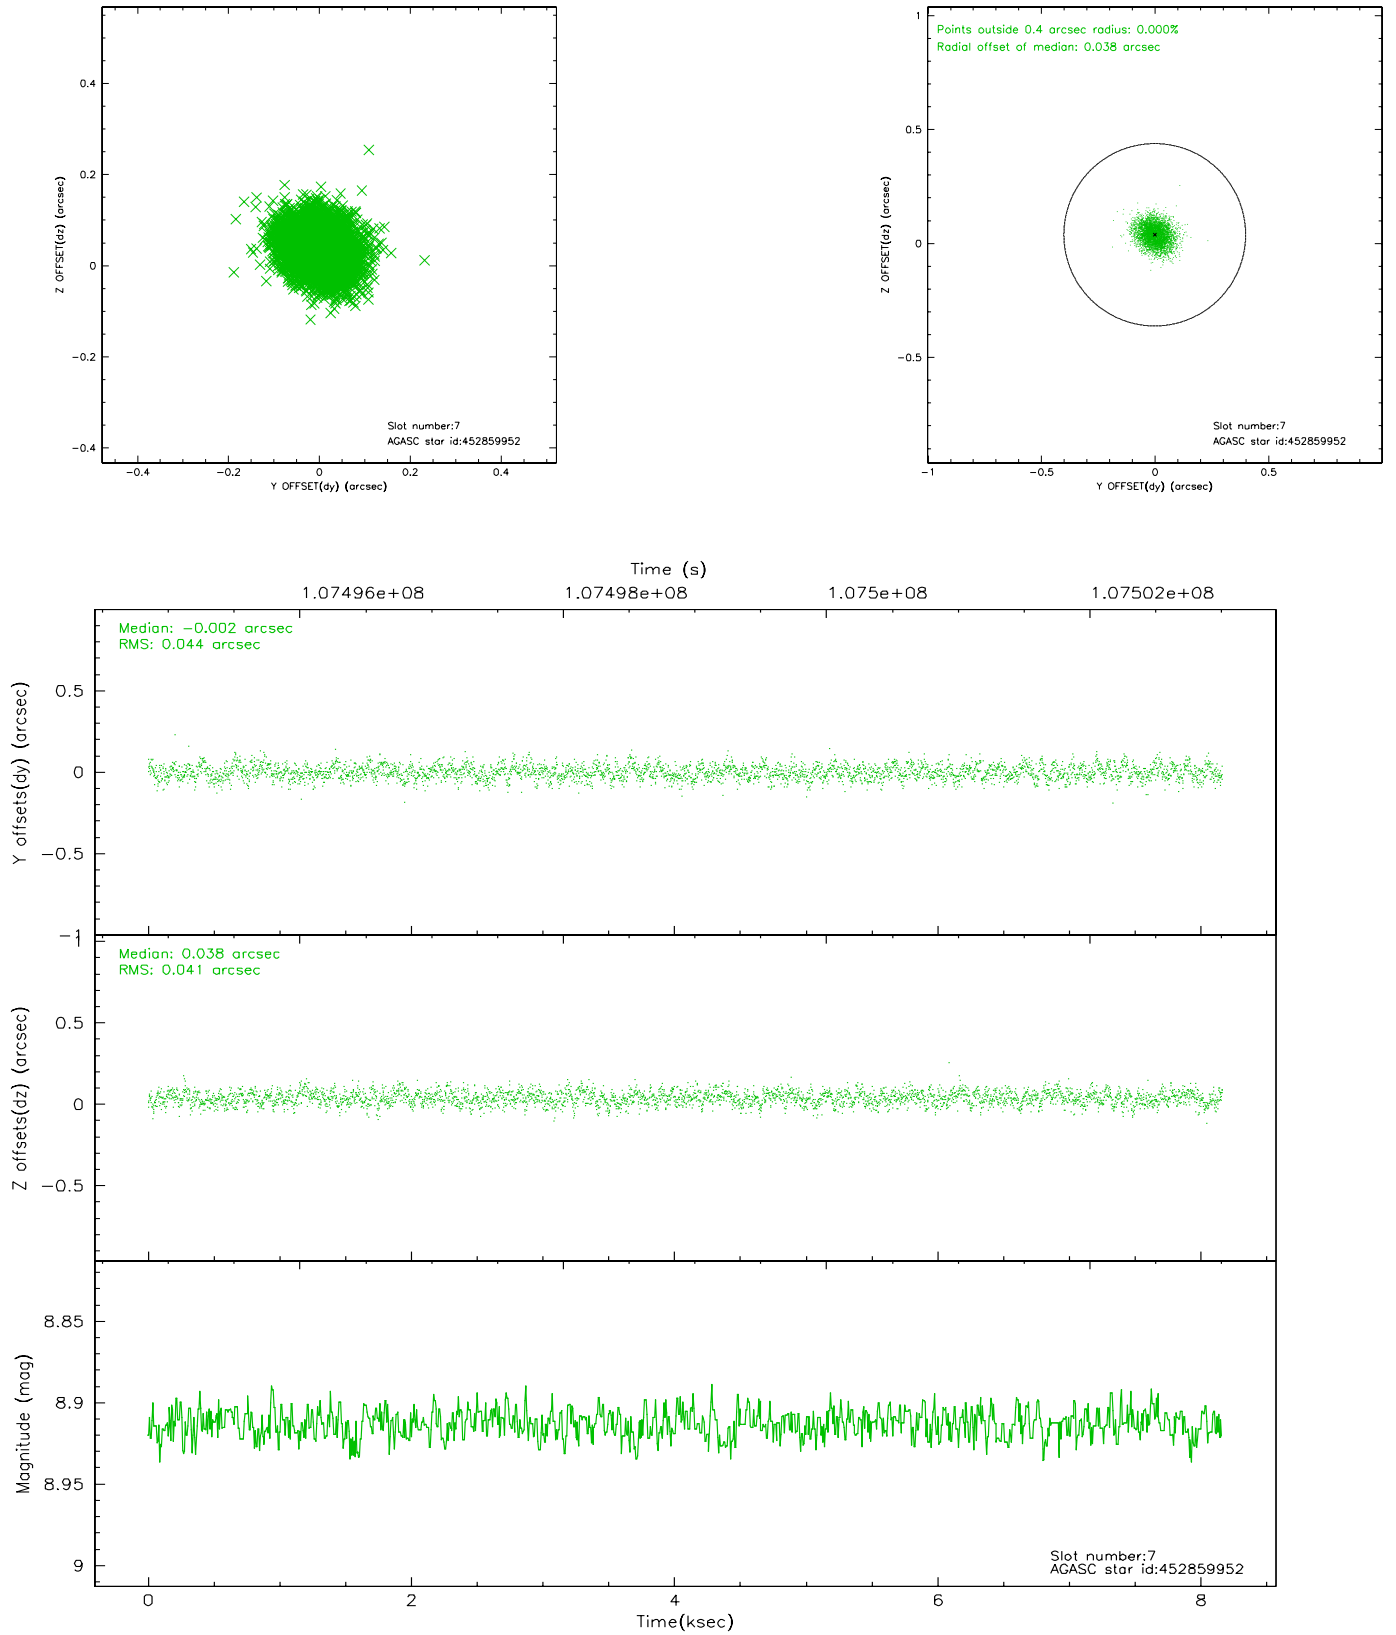 0.4
0.2
0
−0.2
−0.4
Z OFFSET(dz) (arcsec)
Slot number:7
AGASC star id:452859952
−0.4
−0.2
0
0.2
0.4
Y OFFSET(dy) (arcsec)
Points outside 0.4 arcsec radius: 0.000%
Radial offset of median: 0.038 arcsec
1
0.5
0
−0.5
Z OFFSET(dz) (arcsec)
Slot number:7
AGASC star id:452859952
−1
−0.5
0
0.5
Y OFFSET(dy) (arcsec)
Time (s)
1.07496e+08
1.07498e+08
1.075e+08
1.07502e+08
Median: −0.002 arcsec
RMS: 0.044 arcsec
0.5
0
−0.5
−1
Y offsets(dy) (arcsec)
Median: 0.038 arcsec
RMS: 0.041 arcsec
1
0.5
0
−0.5
Z offsets(dz) (arcsec)
8.85
8.9
8.95
9
Magnitude (mag)
Slot number:7
AGASC star id:452859952
0
2
4
6
8
Time(ksec)